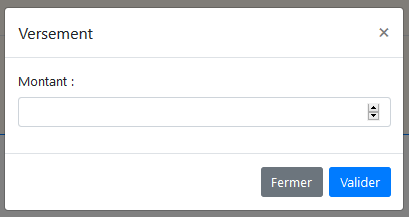 Versement ×
Montant :
Fermer Valider